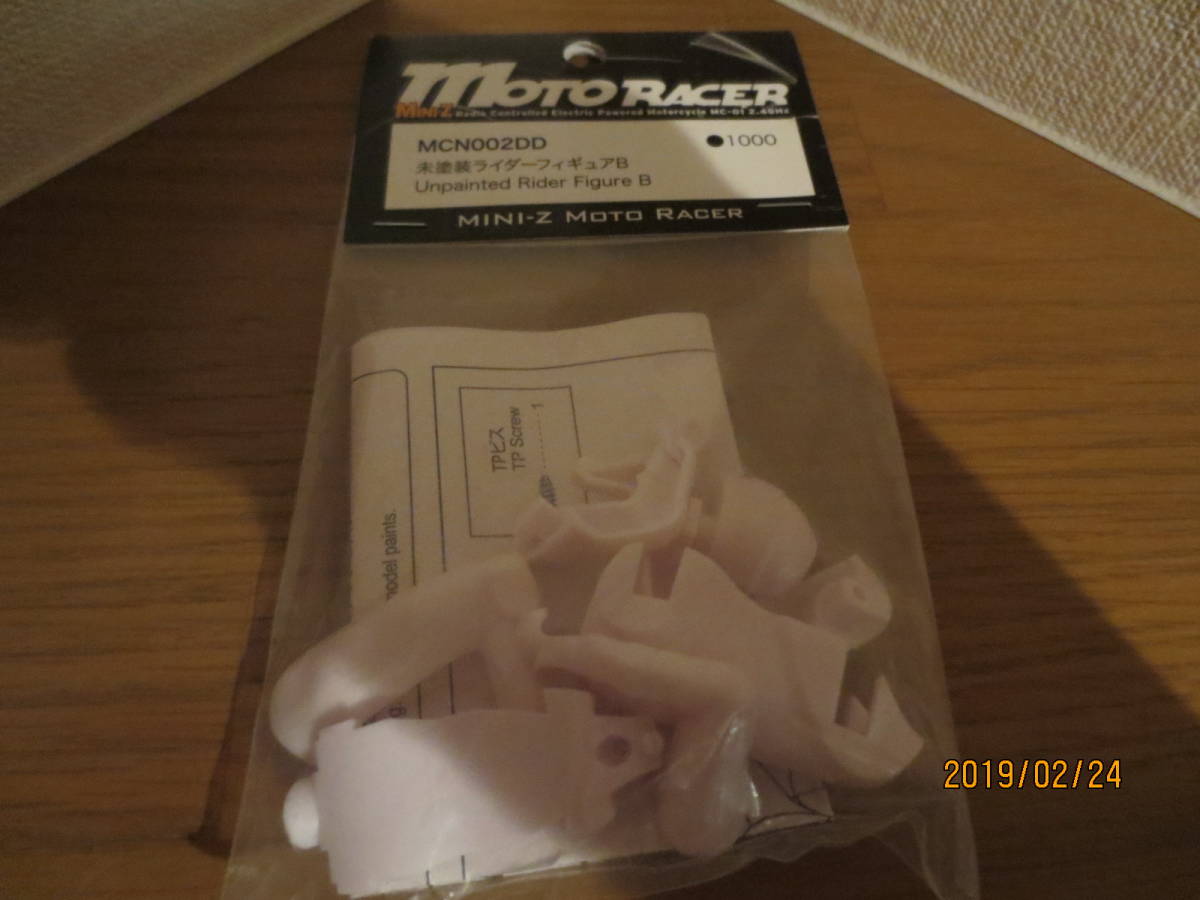 MOTO RACER
MINI-Z Radio Controlled Electric Powered Motorcycle MC-01 2.4GHz
MCN002DD
●1000
未塗装ライダーフィギュアB
Unpainted Rider Figure B
MINI-Z MOTO RACER
TPビス
TP Screw
1
model paints.
g.
2019/02/24